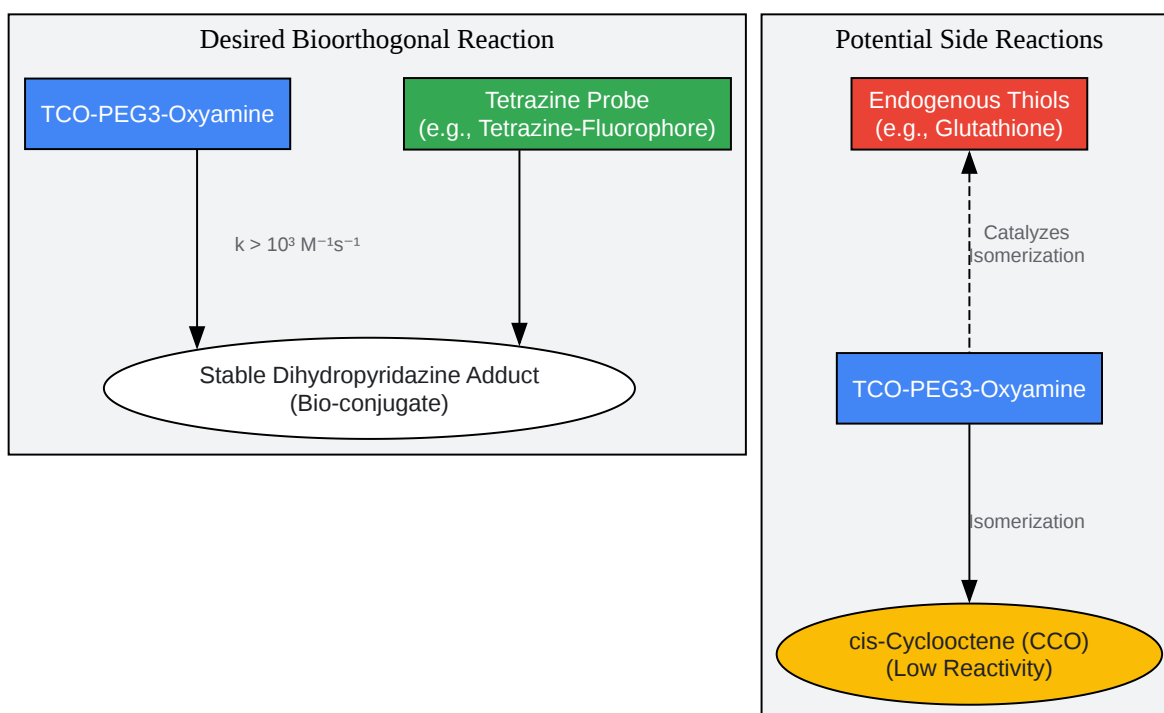 Desired Bioorthogonal Reaction
TCO-PEG3-Oxyamine
Tetrazine Probe
(e.g., Tetrazine-Fluorophore)
k > 10³ M⁻¹s⁻¹
Stable Dihydropyridazine Adduct
(Bio-conjugate)
Potential Side Reactions
Endogenous Thiols
(e.g., Glutathione)
Catalyzes
Isomerization
TCO-PEG3-Oxyamine
Isomerization
cis-Cyclooctene (CCO)
(Low Reactivity)